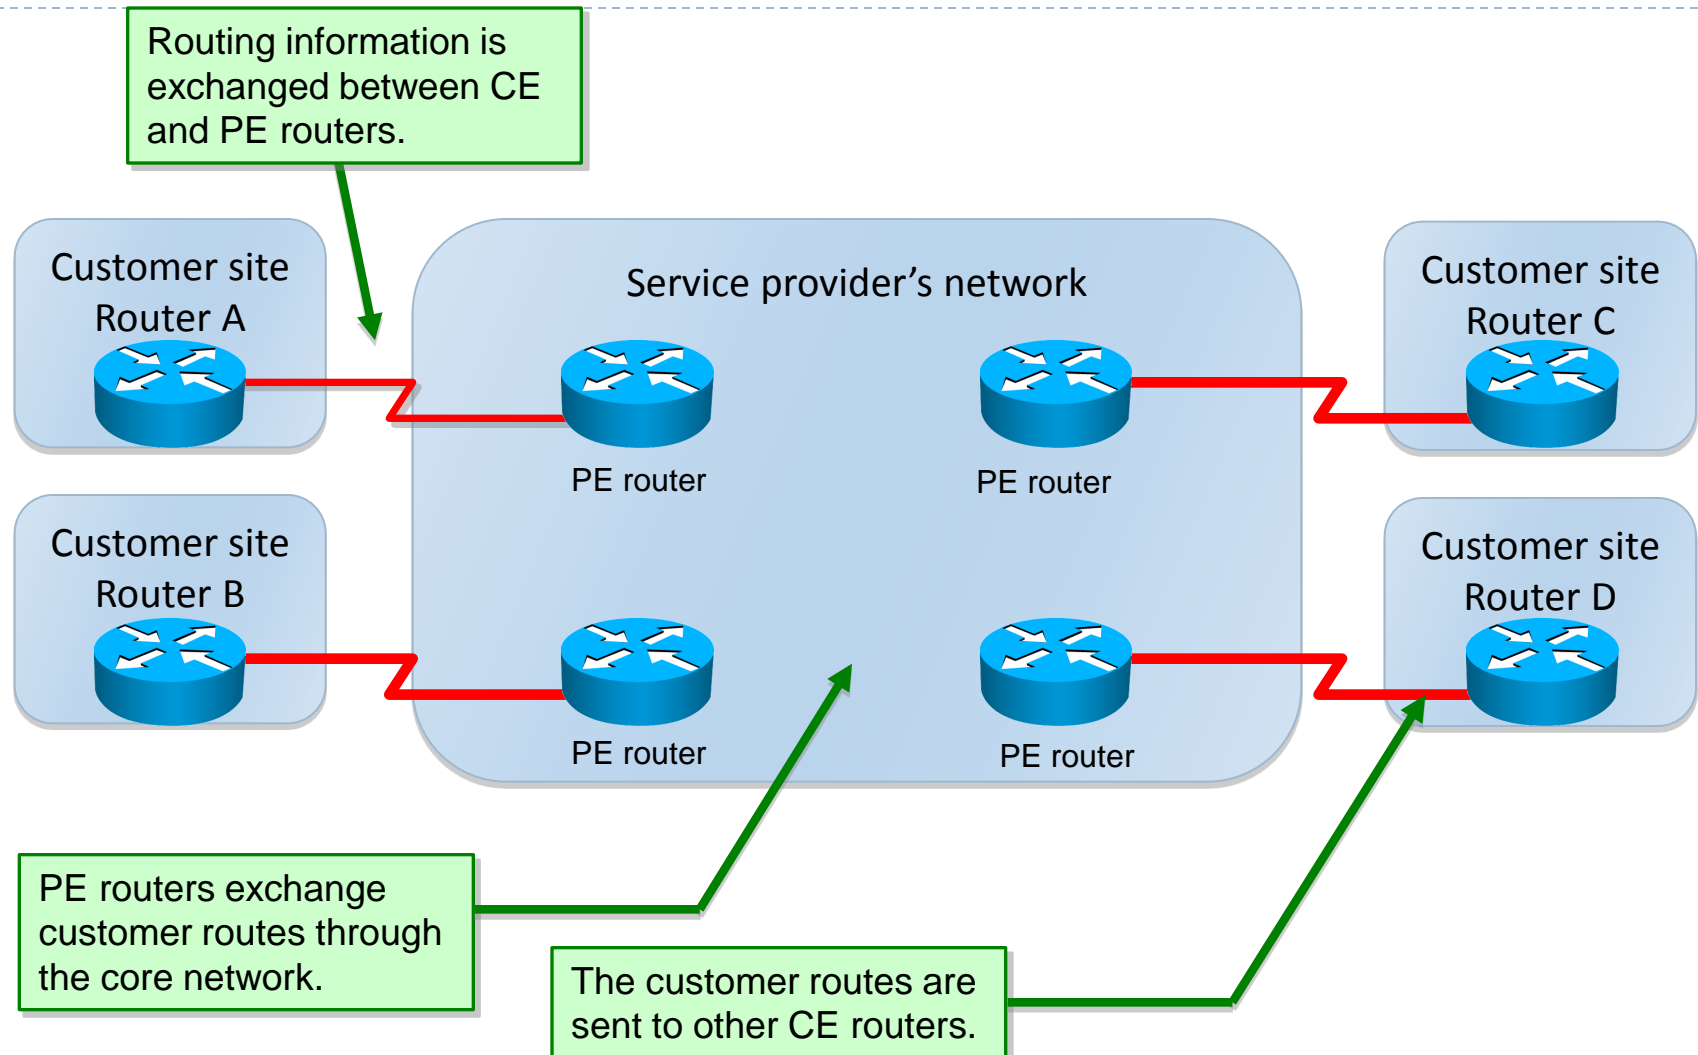 Routing information is
exchanged between CE
and PE routers.
Customer site
Router A
Service provider’s network
Customer site
Router C
PE router
PE router
Customer site
Router B
Customer site
Router D
PE router
PE router
PE routers exchange
customer routes through
the core network.
The customer routes are
sent to other CE routers.